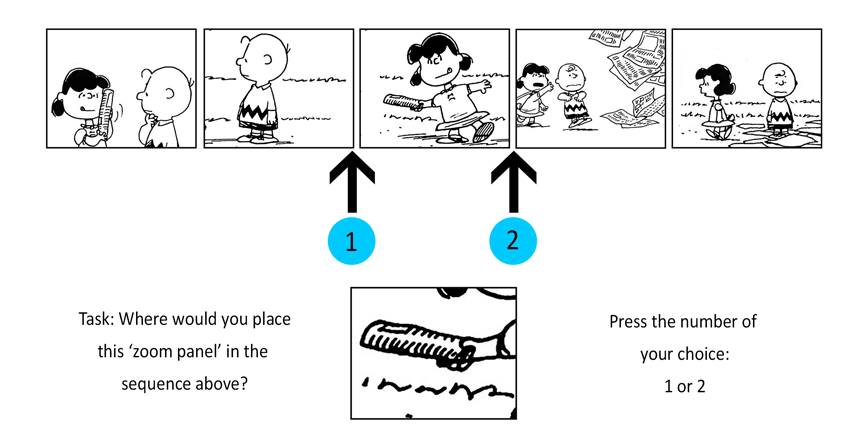 1
2
Task: Where would you place
this ‘zoom panel’ in the
sequence above?
Press the number of
your choice:
1 or 2